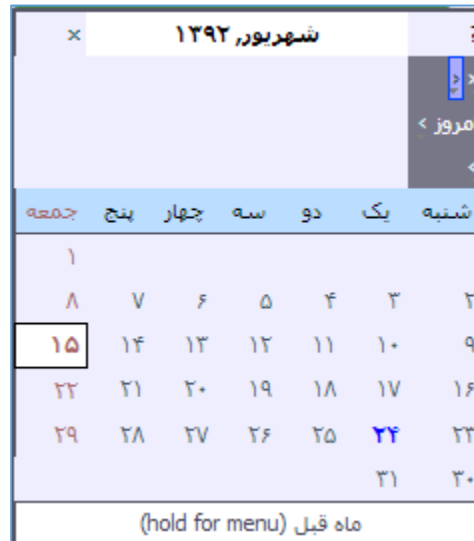 ? شهریور, ۱۳۹۲ ×
‹
امروز ›
شنبه یک دو سه چهار پنج جمعه
۱
۲ ۳ ۴ ۵ ۶ ۷ ۸
۹ ۱۰ ۱۱ ۱۲ ۱۳ ۱۴ ۱۵
۱۶ ۱۷ ۱۸ ۱۹ ۲۰ ۲۱ ۲۲
۲۳ ۲۴ ۲۵ ۲۶ ۲۷ ۲۸ ۲۹
۳۰ ۳۱
ماه قبل (hold for menu)